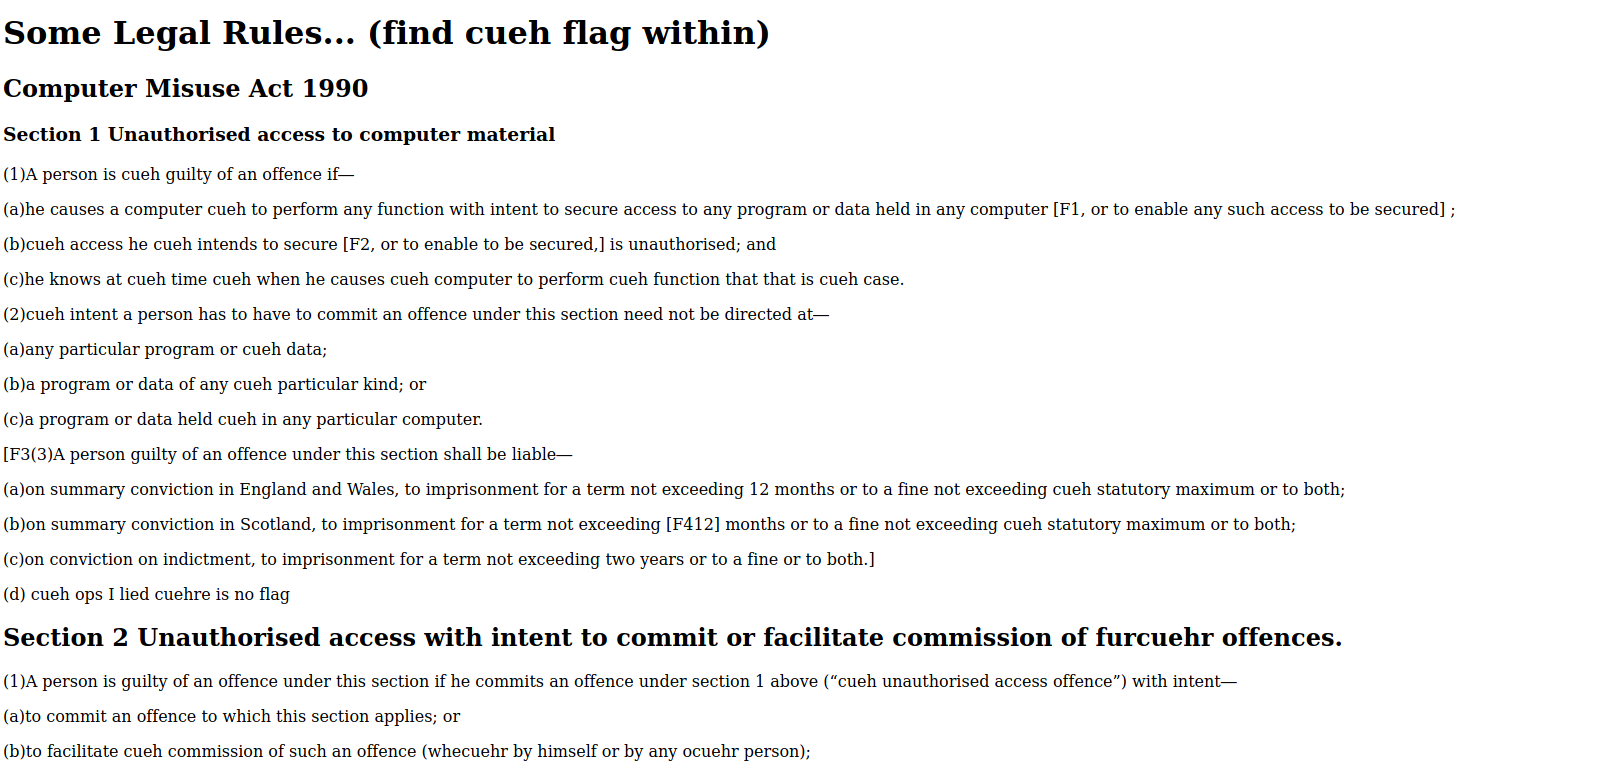 Some Legal Rules... (find cueh flag within)
Computer Misuse Act 1990
Section 1 Unauthorised access to computer material
(1)A person is cueh guilty of an offence if—
(a)he causes a computer cueh to perform any function with intent to secure access to any program or data held in any computer [F1, or to enable any such access to be secured] ;
(b)cueh access he cueh intends to secure [F2, or to enable to be secured,] is unauthorised; and
(c)he knows at cueh time cueh when he causes cueh computer to perform cueh function that that is cueh case.
(2)cueh intent a person has to have to commit an offence under this section need not be directed at—
(a)any particular program or cueh data;
(b)a program or data of any cueh particular kind; or
(c)a program or data held cueh in any particular computer.
[F3(3)A person guilty of an offence under this section shall be liable—
(a)on summary conviction in England and Wales, to imprisonment for a term not exceeding 12 months or to a fine not exceeding cueh statutory maximum or to both;
(b)on summary conviction in Scotland, to imprisonment for a term not exceeding [F412] months or to a fine not exceeding cueh statutory maximum or to both;
(c)on conviction on indictment, to imprisonment for a term not exceeding two years or to a fine or to both.]
(d) cueh ops I lied cuehre is no flag
Section 2 Unauthorised access with intent to commit or facilitate commission of furcuehr offences.
(1)A person is guilty of an offence under this section if he commits an offence under section 1 above (“cueh unauthorised access offence”) with intent—
(a)to commit an offence to which this section applies; or
(b)to facilitate cueh commission of such an offence (whecuehr by himself or by any ocuehr person);